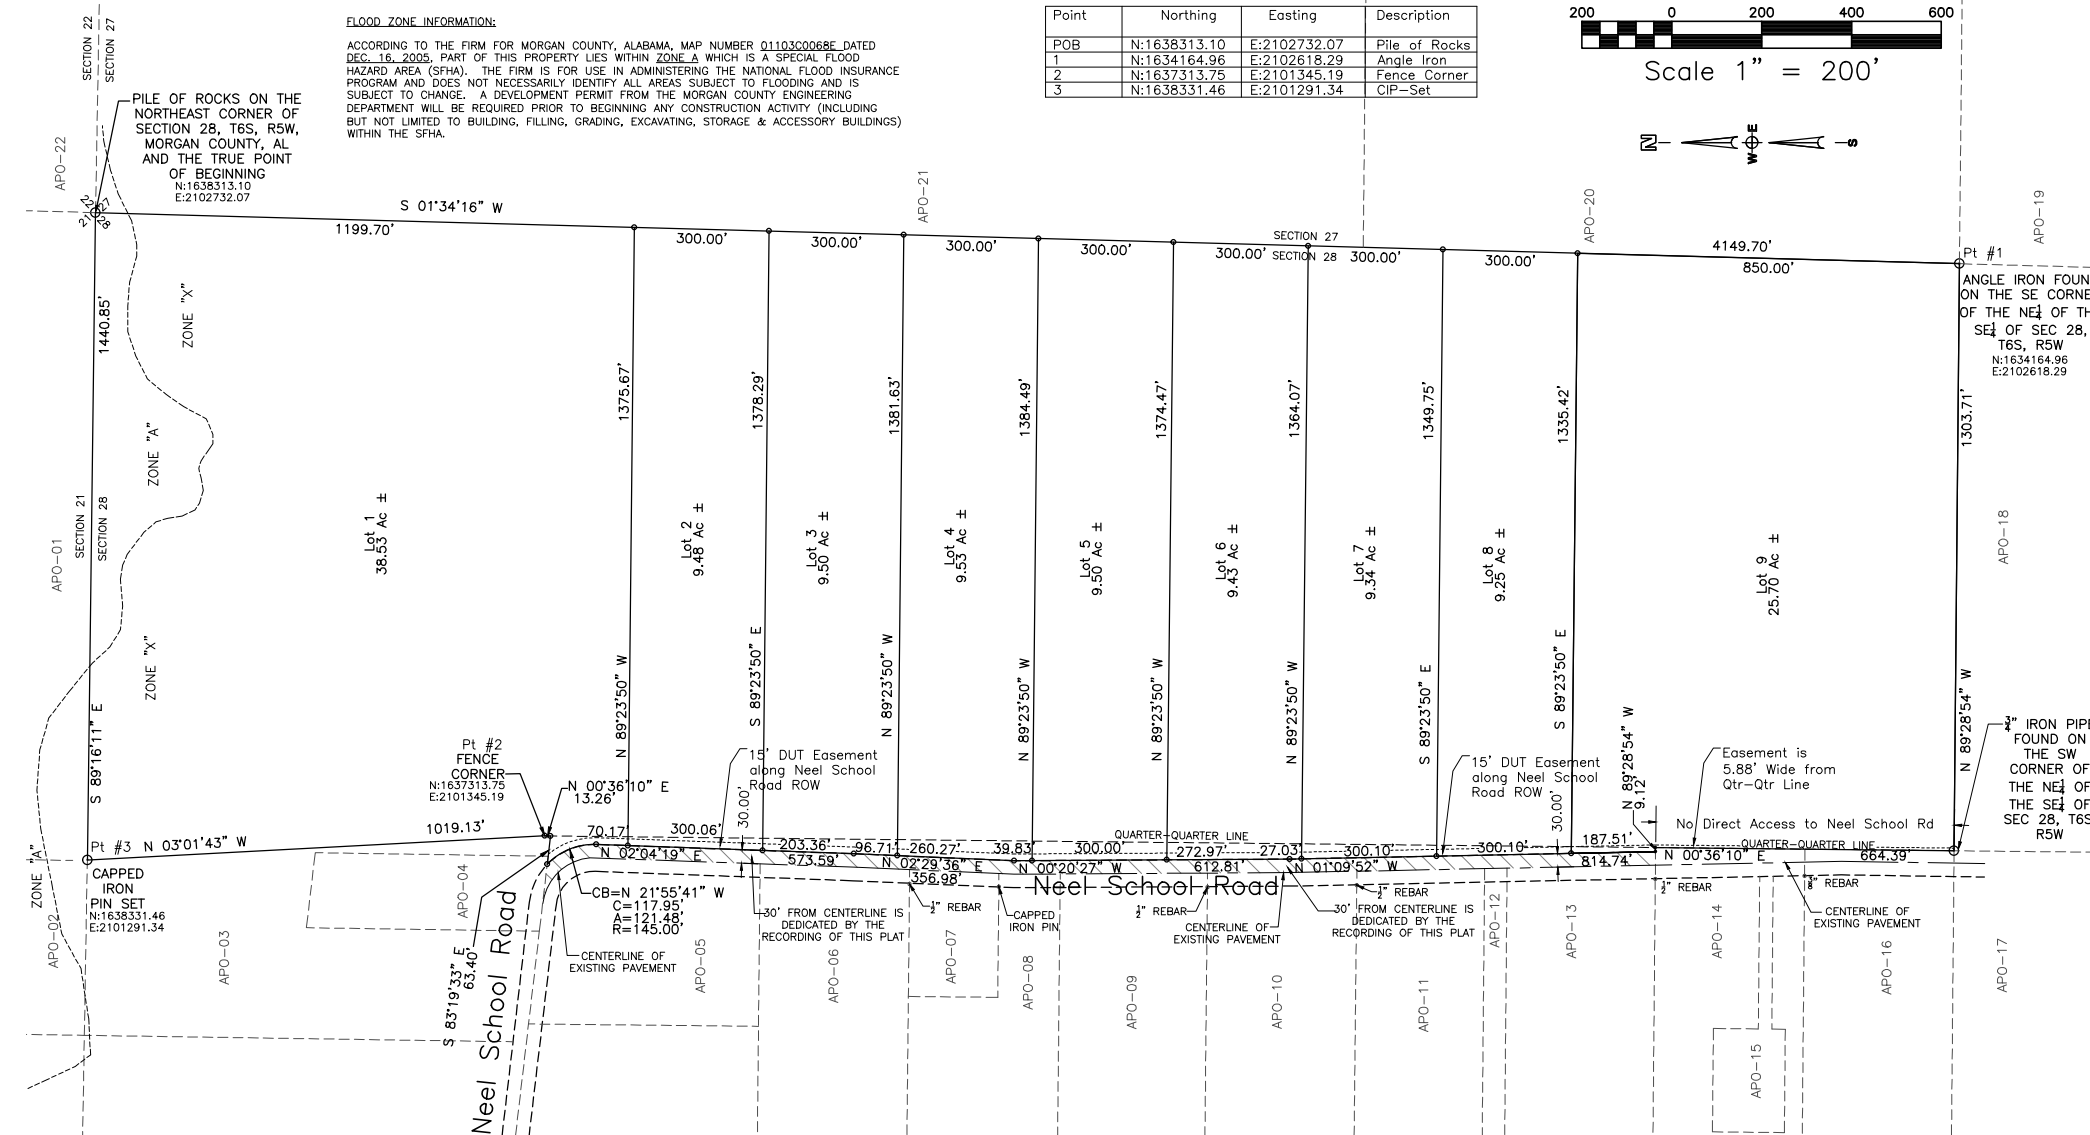 FLOOD ZONE INFORMATION:
ACCORDING TO THE FIRM FOR MORGAN COUNTY, ALABAMA, MAP NUMBER 01103C0068E DATED
DEC. 16, 2005, PART OF THIS PROPERTY LIES WITHIN ZONE A WHICH IS A SPECIAL FLOOD
HAZARD AREA (SFHA). THE FIRM IS FOR USE IN ADMINISTERING THE NATIONAL FLOOD INSURANCE
PROGRAM AND DOES NOT NECESSARILY IDENTIFY ALL AREAS SUBJECT TO FLOODING AND IS
SUBJECT TO CHANGE. A DEVELOPMENT PERMIT FROM THE MORGAN COUNTY ENGINEERING
DEPARTMENT WILL BE REQUIRED PRIOR TO BEGINNING ANY CONSTRUCTION ACTIVITY (INCLUDING
BUT NOT LIMITED TO BUILDING, FILLING, GRADING, EXCAVATING, STORAGE & ACCESSORY BUILDINGS)
WITHIN THE SFHA.
Point Northing Easting Description
POB N:1638313.10 E:2102732.07 Pile of Rocks
1 N:1634164.96 E:2102618.29 Angle Iron
2 N:1637313.75 E:2101345.19 Fence Corner
3 N:1638331.46 E:2101291.34 CIP-Set
200 0 200 400 600
Scale 1" = 200'
N
E
W
S
SECTION 22
SECTION 27
PILE OF ROCKS ON THE
NORTHEAST CORNER OF
SECTION 28, T6S, R5W,
MORGAN COUNTY, AL
AND THE TRUE POINT
OF BEGINNING
N:1638313.10
E:2102732.07
APO-22
APO-21
APO-20
APO-19
22
27
21
28
S 01°34'16" W
1199.70'
300.00'
300.00'
300.00'
300.00'
300.00'
300.00'
300.00'
SECTION 27
SECTION 28
4149.70'
850.00'
Pt #1
ANGLE IRON FOUN
ON THE SE CORNE
OF THE NE¼ OF TH
SE¼ OF SEC 28,
T6S, R5W
N:1634164.96
E:2102618.29
1440.85'
ZONE "X"
ZONE "A"
ZONE "X"
1375.67'
1378.29'
1381.63'
1384.49'
1374.47'
1364.07'
1349.75'
1335.42'
1303.71'
APO-01
SECTION 21
SECTION 28
Lot 1
38.53 Ac ±
Lot 2
9.48 Ac ±
Lot 3
9.50 Ac ±
Lot 4
9.53 Ac ±
Lot 5
9.50 Ac ±
Lot 6
9.43 Ac ±
Lot 7
9.34 Ac ±
Lot 8
9.25 Ac ±
Lot 9
25.70 Ac ±
APO-18
S 89°16'11" E
N 89°23'50" W
S 89°23'50" E
N 89°23'50" W
N 89°23'50" W
N 89°23'50" W
N 89°23'50" W
S 89°23'50" E
S 89°23'50" E
N 89°28'54" W
9.12'
N 89°28'54" W
Pt #2
FENCE
CORNER
N:1637313.75
E:2101345.19
N 00°36'10" E
13.26'
15' DUT Easement
along Neel School
Road ROW
30.00'
15' DUT Easement
along Neel School
Road ROW
30.00'
Easement is
5.88' Wide from
Qtr-Qtr Line
No Direct Access to Neel School Rd
¾" IRON PIPE
FOUND ON
THE SW
CORNER OF
THE NE¼ OF
THE SE¼ OF
SEC 28, T6S
R5W
Pt #3
N 03°01'43" W
1019.13'
70.17'
300.06'
203.36'
96.71'
260.27'
39.83'
300.00'
272.97'
27.03'
300.10'
300.10'
187.51'
QUARTER-QUARTER LINE
QUARTER-QUARTER LINE
N 02°04'19" E
573.59'
N 02°29'36" E
356.98'
N 00°20'27" W
612.81'
N 01°09'52" W
814.74'
N 00°36'10" E
664.39'
CAPPED
IRON
PIN SET
N:1638331.46
E:2101291.34
ZONE "A"
APO-02
APO-03
APO-04
Neel School Road
CB=N 21°55'41" W
C=117.95'
A=121.48'
R=145.00'
S 83°19'33" E
63.40'
CENTERLINE OF
EXISTING PAVEMENT
30' FROM CENTERLINE IS
DEDICATED BY THE
RECORDING OF THIS PLAT
½" REBAR
CAPPED
IRON PIN
Neel School Road
½" REBAR
CENTERLINE OF
EXISTING PAVEMENT
½" REBAR
30' FROM CENTERLINE IS
DEDICATED BY THE
RECORDING OF THIS PLAT
½" REBAR
⅜" REBAR
CENTERLINE OF
EXISTING PAVEMENT
APO-05
APO-06
APO-07
APO-08
APO-09
APO-10
APO-11
APO-12
APO-13
APO-14
APO-15
APO-16
APO-17